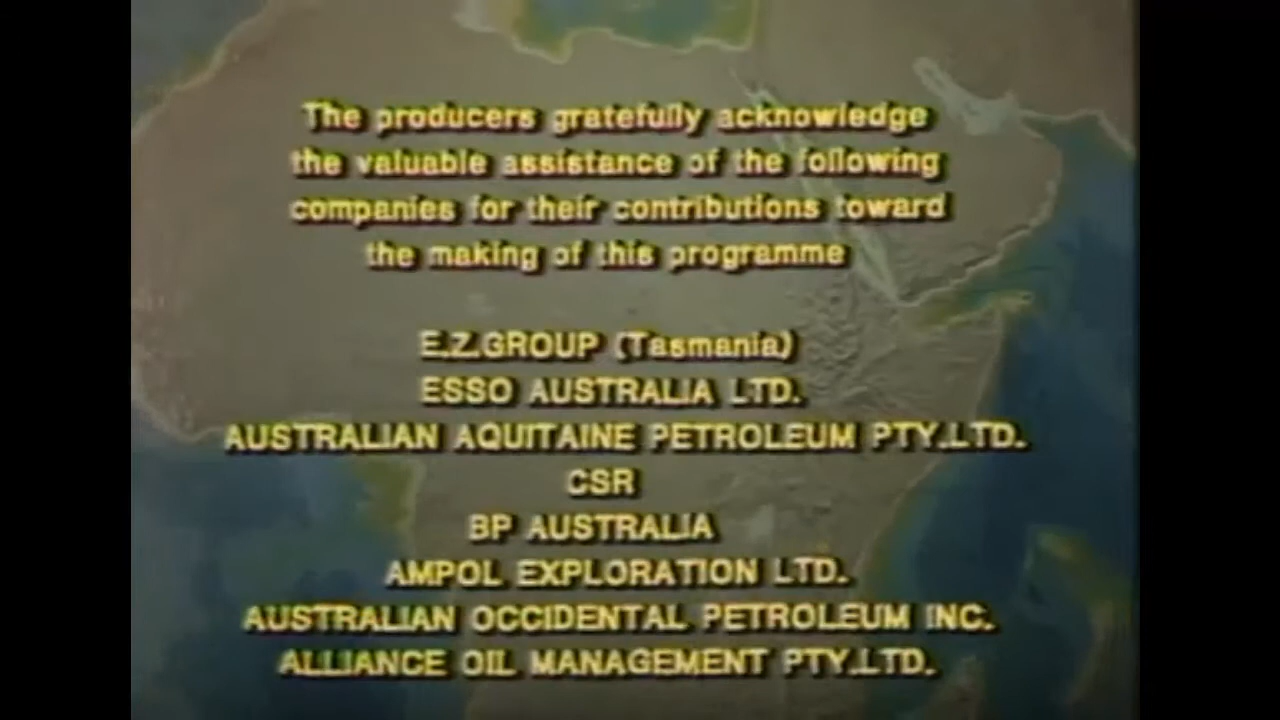 The producers gratefully acknowledge
the valuable assistance of the following
companies for their contributions toward
the making of this programme
E.Z.GROUP (Tasmania)
ESSO AUSTRALIA LTD.
AUSTRALIAN AQUITAINE PETROLEUM PTY.LTD.
CSR
BP AUSTRALIA
AMPOL EXPLORATION LTD.
AUSTRALIAN OCCIDENTAL PETROLEUM INC.
ALLIANCE OIL MANAGEMENT PTY.LTD.